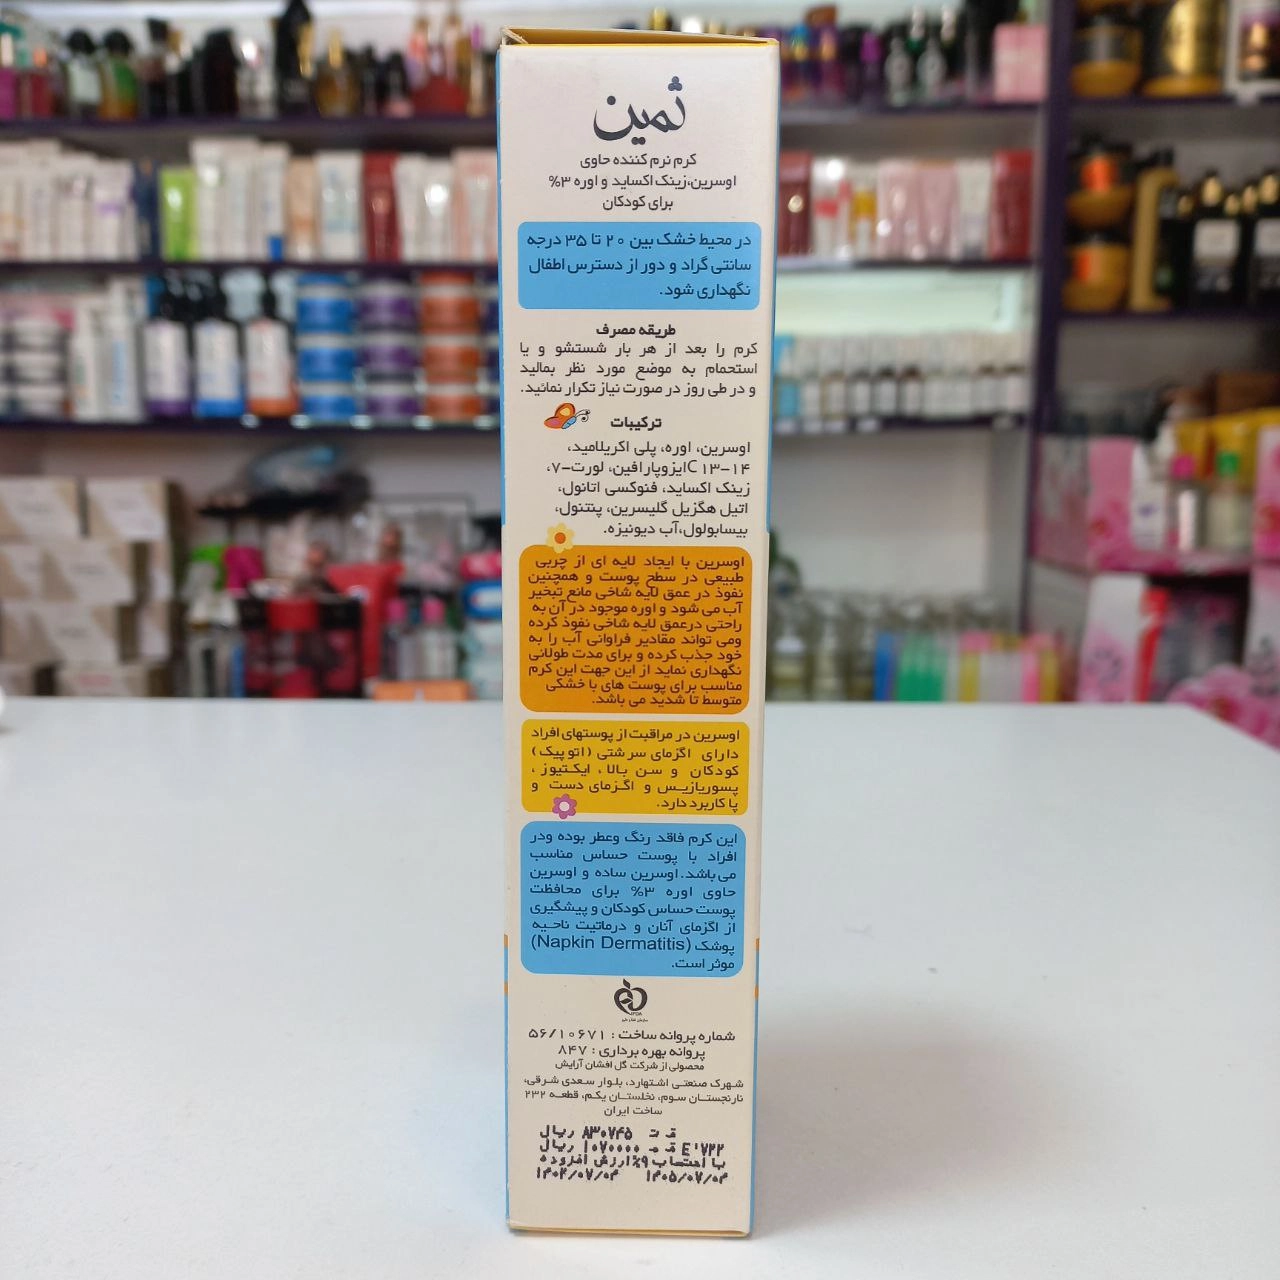 ثمین
کرم نرم کننده حاوی
اوسرین،زینک اکساید و اوره ۳%
برای کودکان
در محیط خشک بین ۲۰ تا ۳۵ درجه
سانتی گراد و دور از دسترس اطفال
نگهداری شود.
طریقه مصرف
کرم را بعد از هر بار شستشو و یا
استحمام به موضع مورد نظر بمالید
و در طی روز در صورت نیاز تکرار نمائید.
ترکیبات
اوسرین، اوره، پلی اکریلامید،
C۱۳-۱۴ ایزوپارافین، لورت-۷،
زینک اکساید، فنوکسی اتانول،
اتیل هگزیل گلیسرین، پنتنول،
بیسابولول،آب دیونیزه.
اوسرین با ایجاد لایه ای از چربی
طبیعی در سطح پوست و همچنین
نفوذ در عمق لایه شاخی مانع تبخیر
آب می شود و اوره موجود در آن به
راحتی درعمق لایه شاخی نفوذ کرده
ومی تواند مقادیر فراوانی آب را به
خود جذب کرده و برای مدت طولانی
نگهداری نماید از این جهت این کرم
مناسب برای پوست های با خشکی
متوسط تا شدید می باشد.
اوسرین در مراقبت از پوستهای افراد
دارای اگزمای سرشتی (اتوپیک)
کودکان و سن بالا ، ایکتیوز ،
پسوریازیس و اگزمای دست و
پا کاربرد دارد.
این کرم فاقد رنگ وعطر بوده ودر
افراد با پوست حساس مناسب
می باشد. اوسرین ساده و اوسرین
حاوی اوره ۳% برای محافظت
پوست حساس کودکان و پیشگیری
از اگزمای آنان و درماتیت ناحیه
پوشک (Napkin Dermatitis)
موثر است.
IFDA
سازمان غذا و دارو
شماره پروانه ساخت : ۵۶/۱۰۶۷۱
پروانه بهره برداری : ۸۴۷
محصولی از شرکت گل افشان آرایش
شهرک صنعتی اشتهارد، بلوار سعدی شرقی،
نارنجستان سوم، نخلستان یکم، قطعه ۲۳۲
ساخت ایران
ق ت ۸۳۰۷۴۵ ریال
E۱۷۲۲ ق م ۱۰۷۰۰۰۰ ریال
با احتساب ۹٪ارزش افزوده
۱۴۰۲/۰۷/۰۴ ۱۴۰۵/۰۷/۰۴